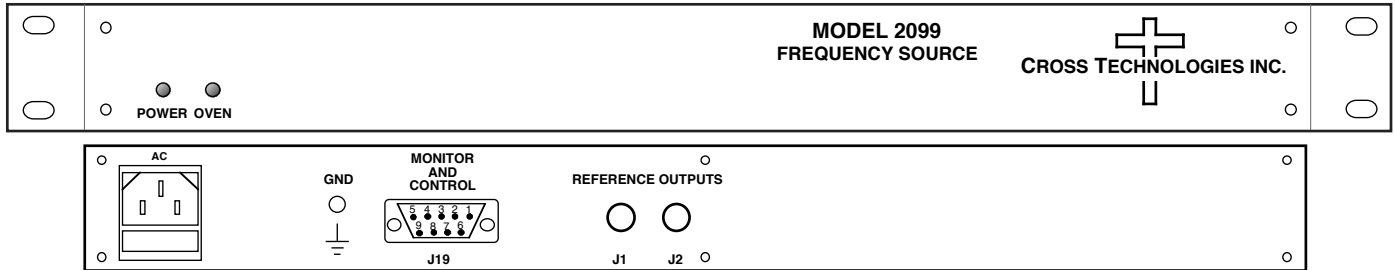 MODEL 2099
FREQUENCY SOURCE
CROSS TECHNOLOGIES INC.
POWER OVEN
AC
GND
MONITOR
AND
CONTROL
5 4 3 2 1
9 8 7 6
J19
REFERENCE OUTPUTS
J1 J2